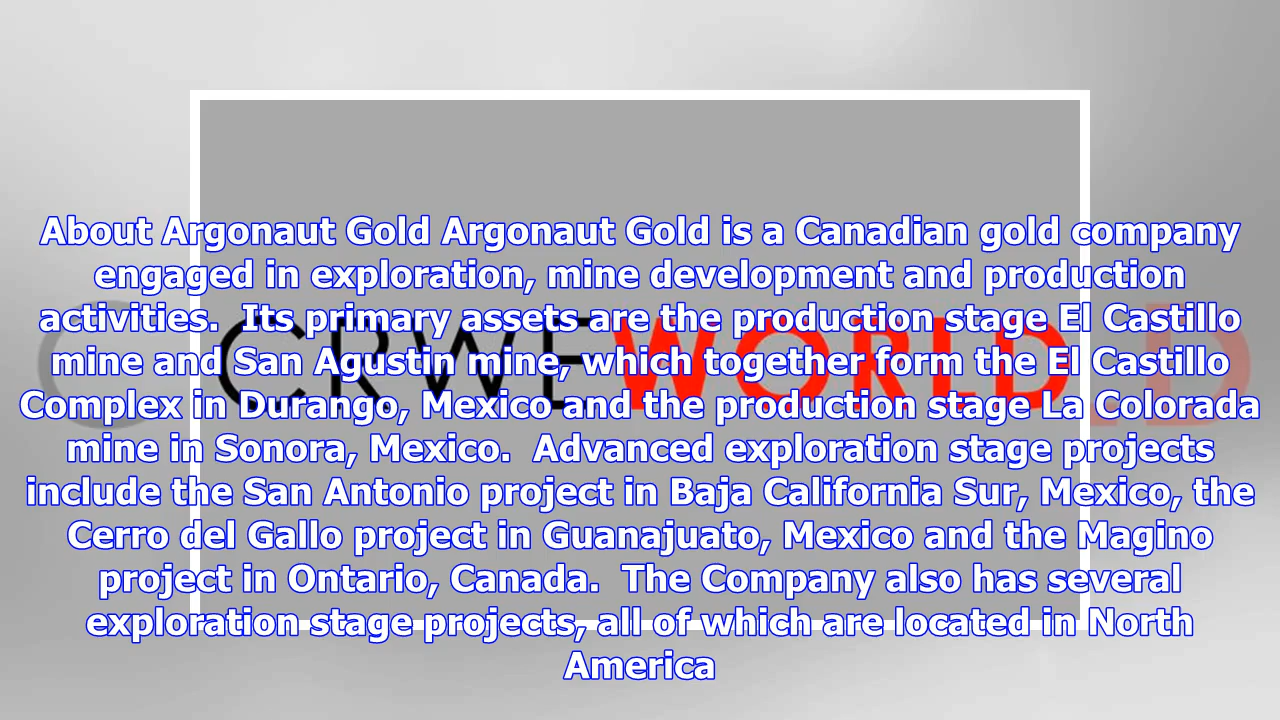 About Argonaut Gold Argonaut Gold is a Canadian gold company
engaged in exploration, mine development and production
activities.  Its primary assets are the production stage El Castillo
mine and San Agustin mine, which together form the El Castillo
Complex in Durango, Mexico and the production stage La Colorada
mine in Sonora, Mexico.  Advanced exploration stage projects
include the San Antonio project in Baja California Sur, Mexico, the
Cerro del Gallo project in Guanajuato, Mexico and the Magino
project in Ontario, Canada.  The Company also has several
exploration stage projects, all of which are located in North
America
CRWEWORLD